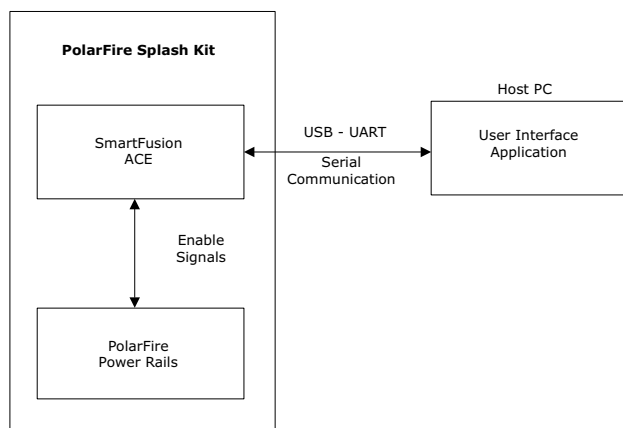 PolarFire Splash Kit
SmartFusion
ACE
Enable
Signals
PolarFire
Power Rails
USB - UART
Serial
Communication
Host PC
User Interface
Application